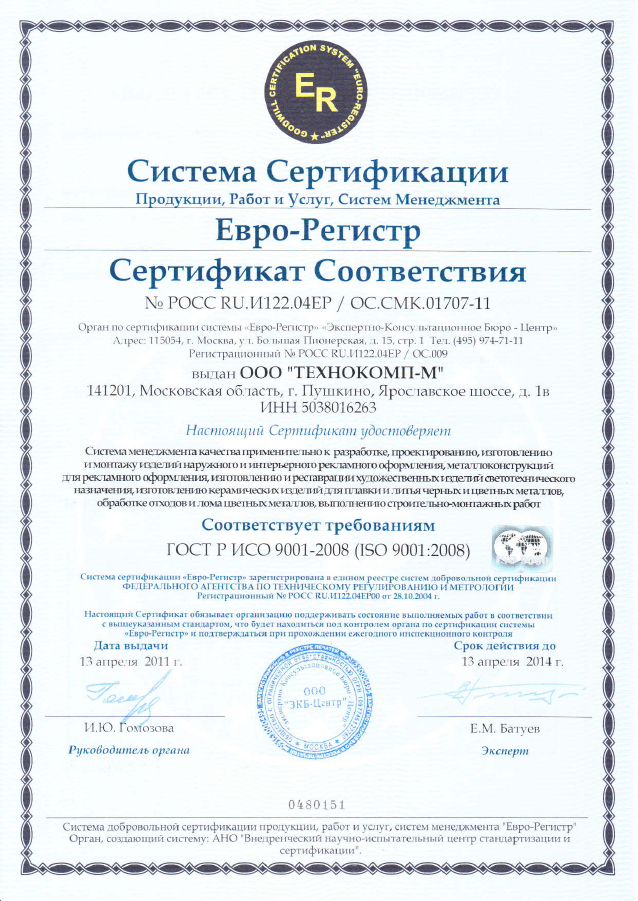 GOODWILL CERTIFICATION SYSTEM "EURO-REGISTER"
ER
Система Сертификации
Продукции, Работ и Услуг, Систем Менеджмента
Евро-Регистр
Сертификат Соответствия
№ РОСС RU.И122.04ЕР / ОС.СМК.01707-11
Орган по сертификации системы «Евро-Регистр» «Экспертно-Консультационное Бюро - Центр»
Адрес: 115054, г. Москва, ул. Большая Пионерская, д. 15, стр. 1 Тел. (495) 974-71-11
Регистрационный № РОСС RU.И122.04ЕР / ОС.009
выдан ООО "ТЕХНОКОМП-М"
141201, Московская область, г. Пушкино, Ярославское шоссе, д. 1в
ИНН 5038016263
Настоящий Сертификат удостоверяет
Система менеджмента качества применительно к разработке, проектированию, изготовлению
и монтажу изделий наружного и интерьерного рекламного оформления, металлоконструкций
для рекламного оформления, изготовлению и реставрации художественных изделий светотехнического
назначения, изготовлению керамических изделий для плавки и литья черных и цветных металлов,
обработке отходов и лома цветных металлов, выполнению строительно-монтажных работ
Соответствует требованиям
ГОСТ Р ИСО 9001-2008 (ISO 9001:2008)
Система сертификации «Евро-Регистр» зарегистрирована в едином реестре систем добровольной сертификации
ФЕДЕРАЛЬНОГО АГЕНТСТВА ПО ТЕХНИЧЕСКОМУ РЕГУЛИРОВАНИЮ И МЕТРОЛОГИИ
Регистрационный № РОСС RU.И122.04ЕР00 от 28.10.2004 г.
Настоящий Сертификат обязывает организацию поддерживать состояние выполняемых работ в соответствии
с вышеуказанным стандартом, что будет находиться под контролем органа по сертификации системы
«Евро-Регистр» и подтверждаться при прохождении ежегодного инспекционного контроля
Дата выдачи
13 апреля 2011 г.
Срок действия до
13 апреля 2014 г.
ООО
"ЭКБ-Центр"
МОСКВА
И.Ю. Гомозова
Руководитель органа
Е.М. Батуев
Эксперт
0480151
Система добровольной сертификации продукции, работ и услуг, систем менеджмента "Евро-Регистр"
Орган, создающий систему: АНО "Внедренческий научно-испытательный центр стандартизации и
сертификации".